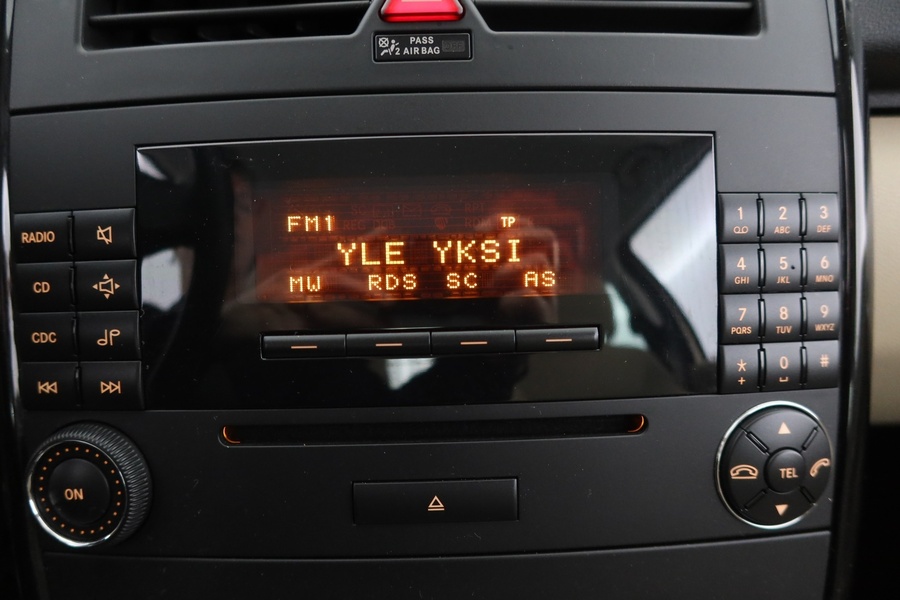 PASS
2 AIR BAG
FM1 TP
YLE YKSI
MW RDS SC AS
RADIO
CD
CDC
ON
1 2 ABC 3 DEF
4 GHI 5 JKL 6 MNO
7 PQRS 8 TUV 9 WXYZ
* + 0 #
TEL